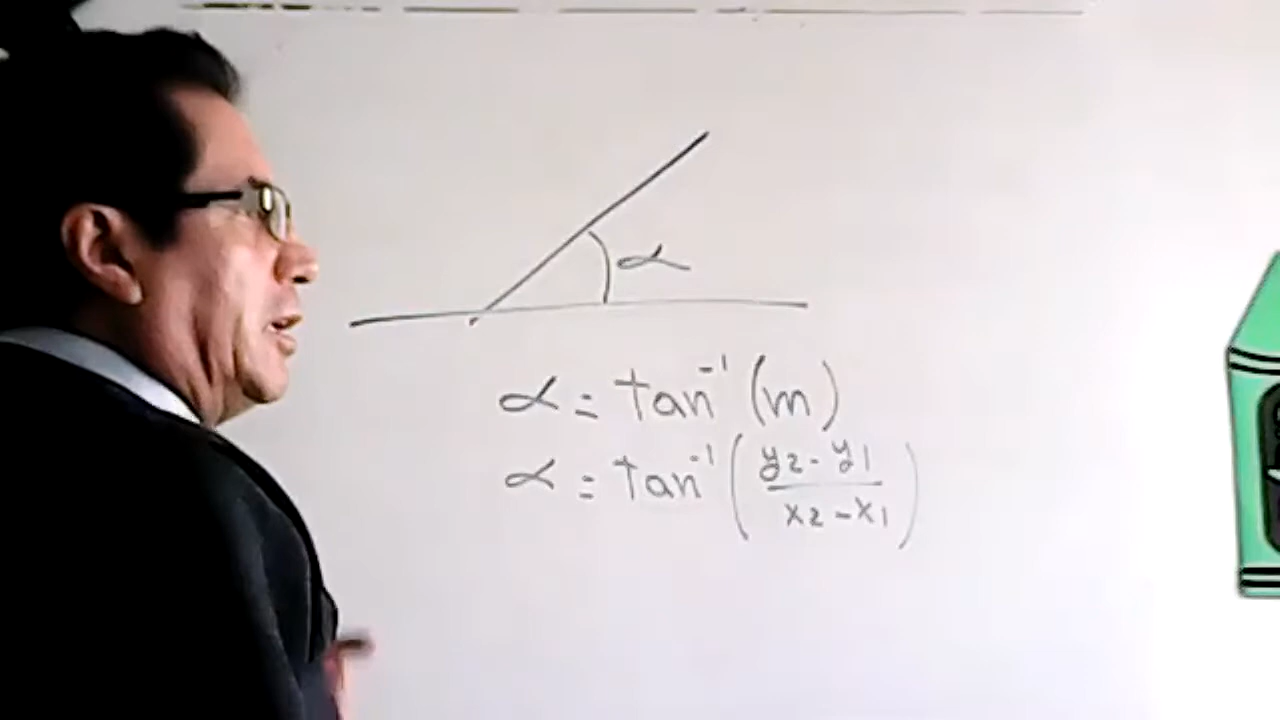 α
α = tan⁻¹ (m)
α = tan⁻¹ ( y₂ - y₁ / x₂ - x₁ )